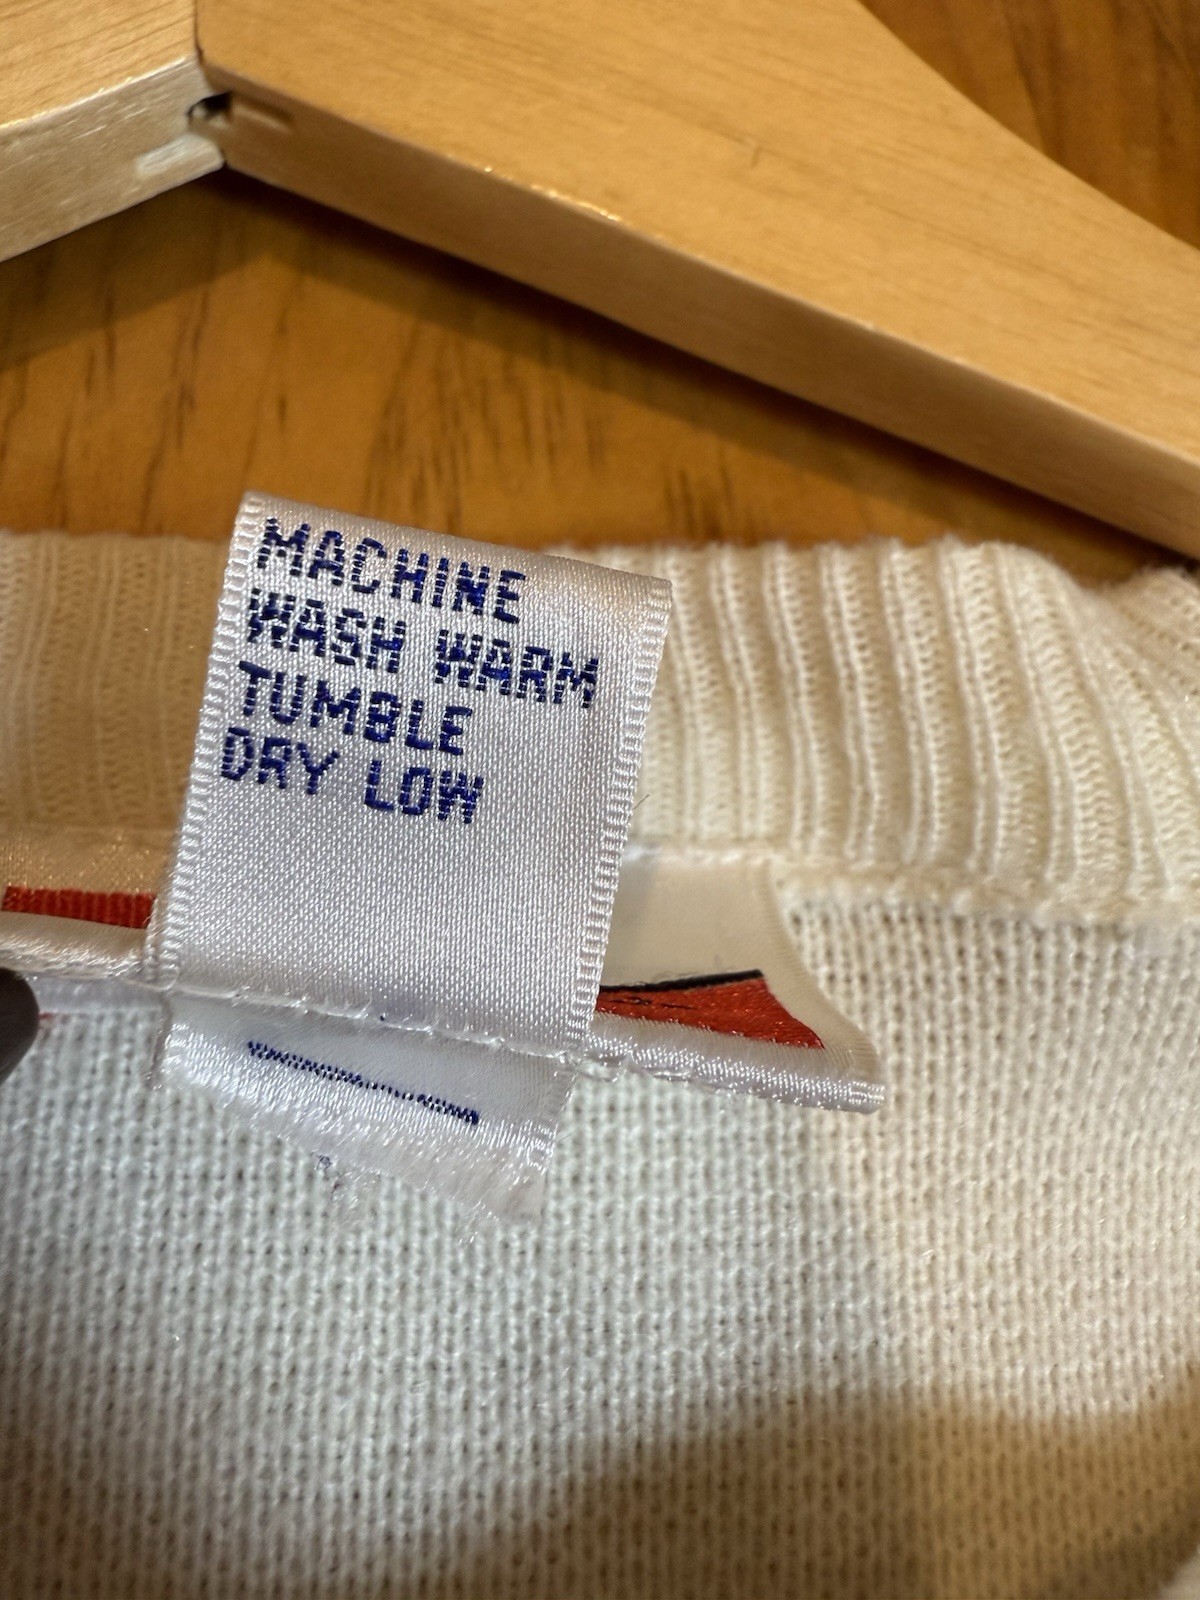 MACHINE
WASH WARM
TUMBLE
DRY LOW